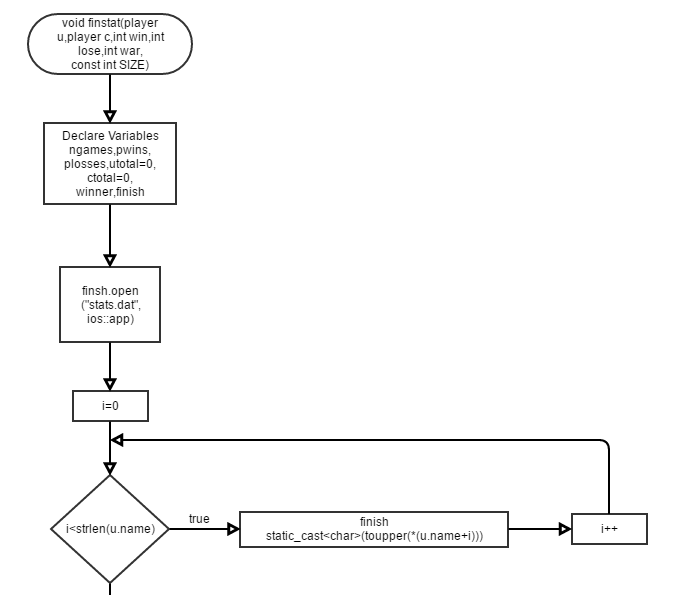 void finstat(player
u,player c,int win,int
lose,int war,
const int SIZE)
Declare Variables
ngames,pwins,
plosses,utotal=0,
ctotal=0,
winner,finish
finsh.open
("stats.dat",
ios::app)
i=0
i<strlen(u.name)
true
finish
static_cast<char>(toupper(*(u.name+i)))
i++